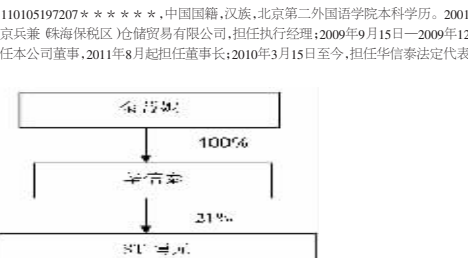 110105197207＊＊＊＊＊＊,中国国籍,汉族,北京第二外国语学院本科学历。2001
京兵兼(珠海保税区)仓储贸易有限公司,担任执行经理;2009年9月15日—2009年12
任本公司董事,2011年8月起担任董事长;2010年3月15日至今,担任华信泰法定代表
100%
华信泰
21%
ST